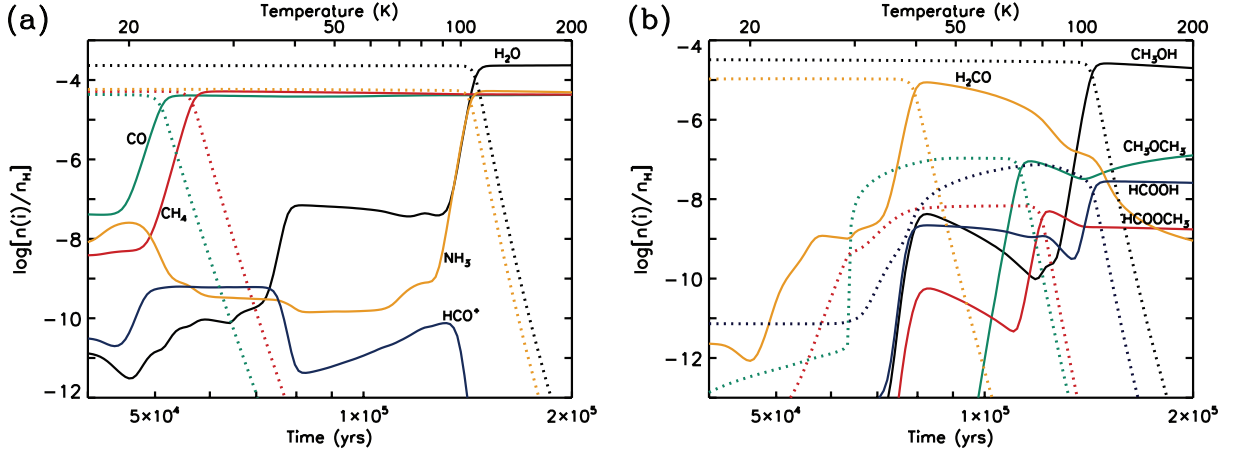 (a)
Temperature (K)
20 50 100 200
log[n(i)/n_H]
−4
−6
−8
−10
−12
H₂O
CO
CH₄
NH₃
HCO⁺
5×10⁴ 1×10⁵ 2×10⁵
Time (yrs)
(b)
Temperature (K)
20 50 100 200
log[n(i)/n_H]
−4
−6
−8
−10
−12
CH₃OH
H₂CO
CH₃OCH₃
HCOOH
HCOOCH₃
5×10⁴ 1×10⁵ 2×10⁵
Time (yrs)